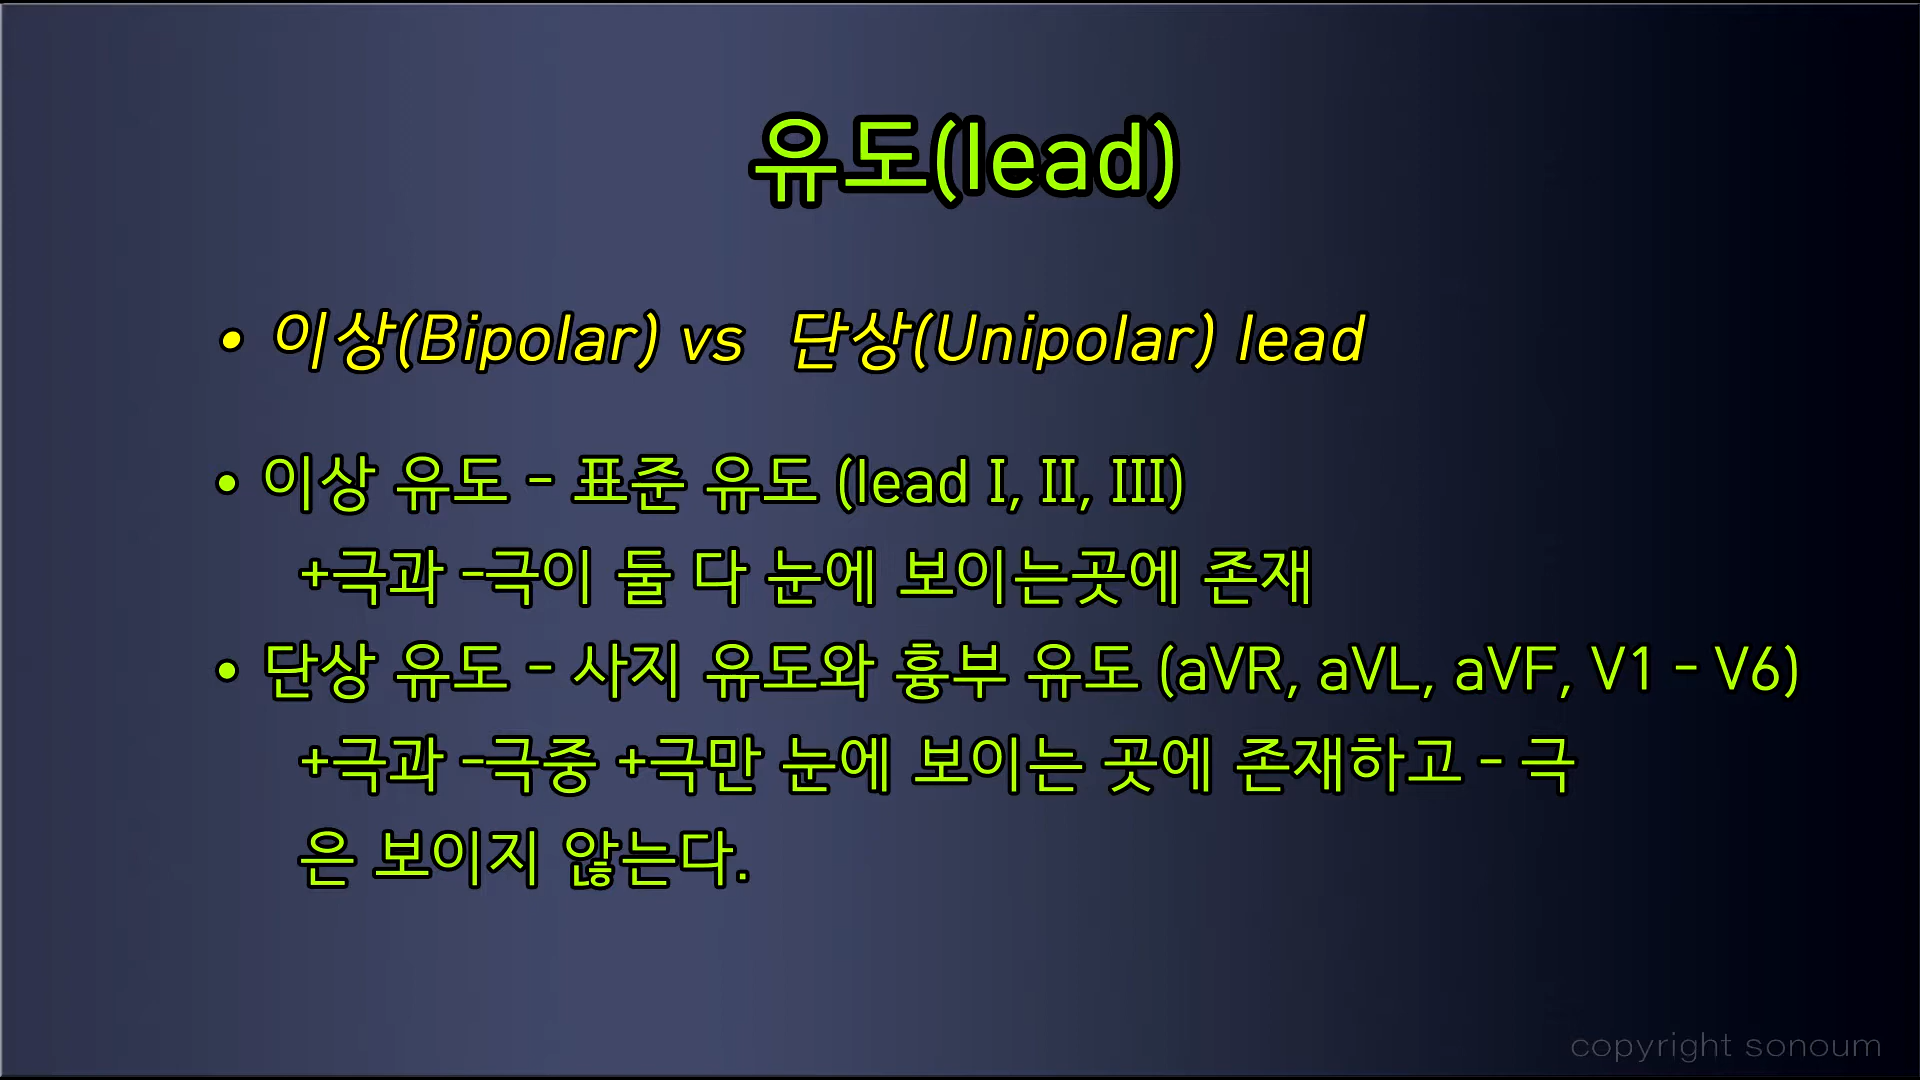 유도(lead)
• 이상(Bipolar) vs 단상(Unipolar) lead
• 이상 유도 - 표준 유도 (lead I, II, III)
+극과 -극이 둘 다 눈에 보이는곳에 존재
• 단상 유도 - 사지 유도와 흉부 유도 (aVR, aVL, aVF, V1 - V6)
+극과 -극중 +극만 눈에 보이는 곳에 존재하고 - 극
은 보이지 않는다.
copyright sonoum